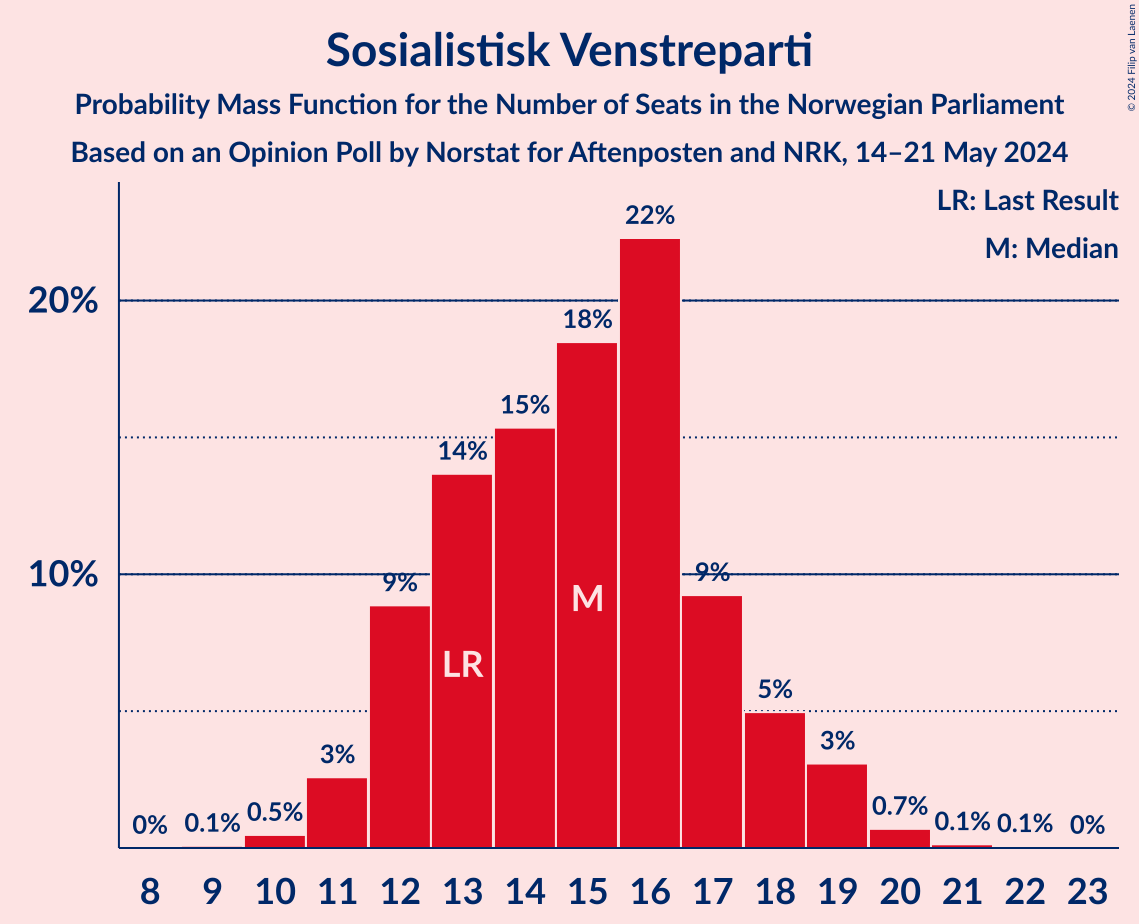 Sosialistisk Venstreparti
Probability Mass Function for the Number of Seats in the Norwegian Parliament
Based on an Opinion Poll by Norstat for Aftenposten and NRK, 14–21 May 2024
© 2024 Filip van Laenen
LR: Last Result
M: Median
22%
20%
18%
15%
14%
10%
9%
9%
M
LR
5%
3%
3%
0%
0.1%
0.5%
0.7%
0.1%
0.1%
0%
8 9 10 11 12 13 14 15 16 17 18 19 20 21 22 23